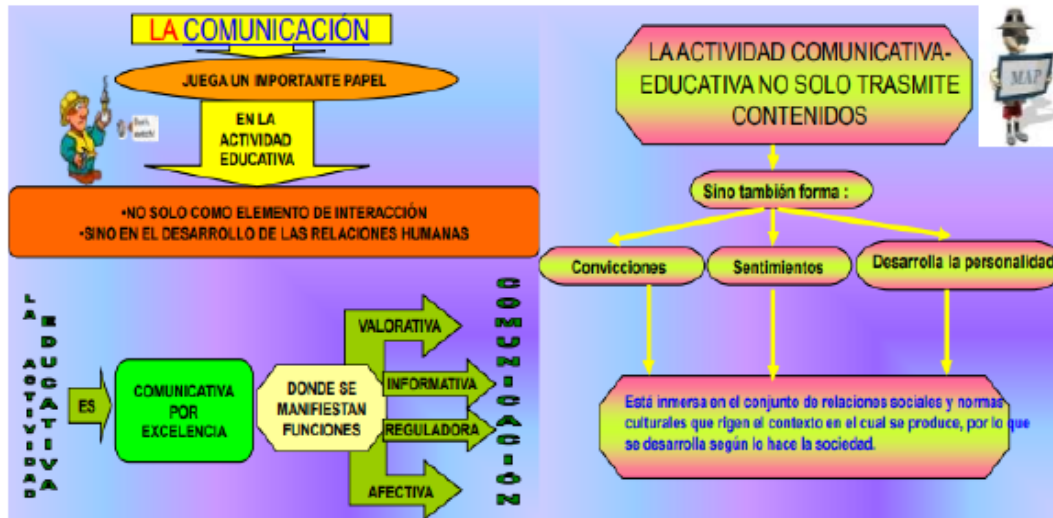 LA COMUNICACIÓN
JUEGA UN IMPORTANTE PAPEL
EN LA
ACTIVIDAD
EDUCATIVA
•NO SOLO COMO ELEMENTO DE INTERACCIÓN
•SINO EN EL DESARROLLO DE LAS RELACIONES HUMANAS
LA ACTIVIDAD
EDUCATIVA
ES
COMUNICATIVA
POR
EXCELENCIA
DONDE SE
MANIFIESTAN
FUNCIONES
VALORATIVA
INFORMATIVA
REGULADORA
AFECTIVA
COMUNICACIÓN
LA ACTIVIDAD COMUNICATIVA-
EDUCATIVA NO SOLO TRASMITE
CONTENIDOS
MAP
Sino también forma :
Convicciones
Sentimientos
Desarrolla la personalidad
Está inmersa en el conjunto de relaciones sociales y normas
culturales que rigen el contexto en el cual se produce, por lo que
se desarrolla según lo hace la sociedad.